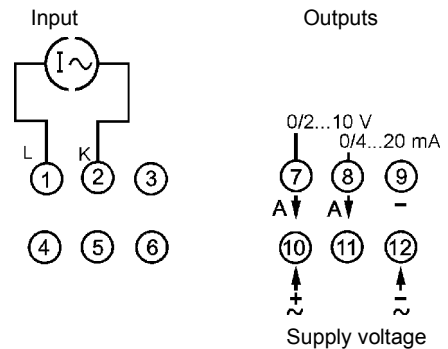 Input
Outputs
I ~
0/2...10 V
0/4...20 mA
L
K
1 2 3
7 8 9
A A -
4 5 6
10 11 12
+ -
~ ~
Supply voltage